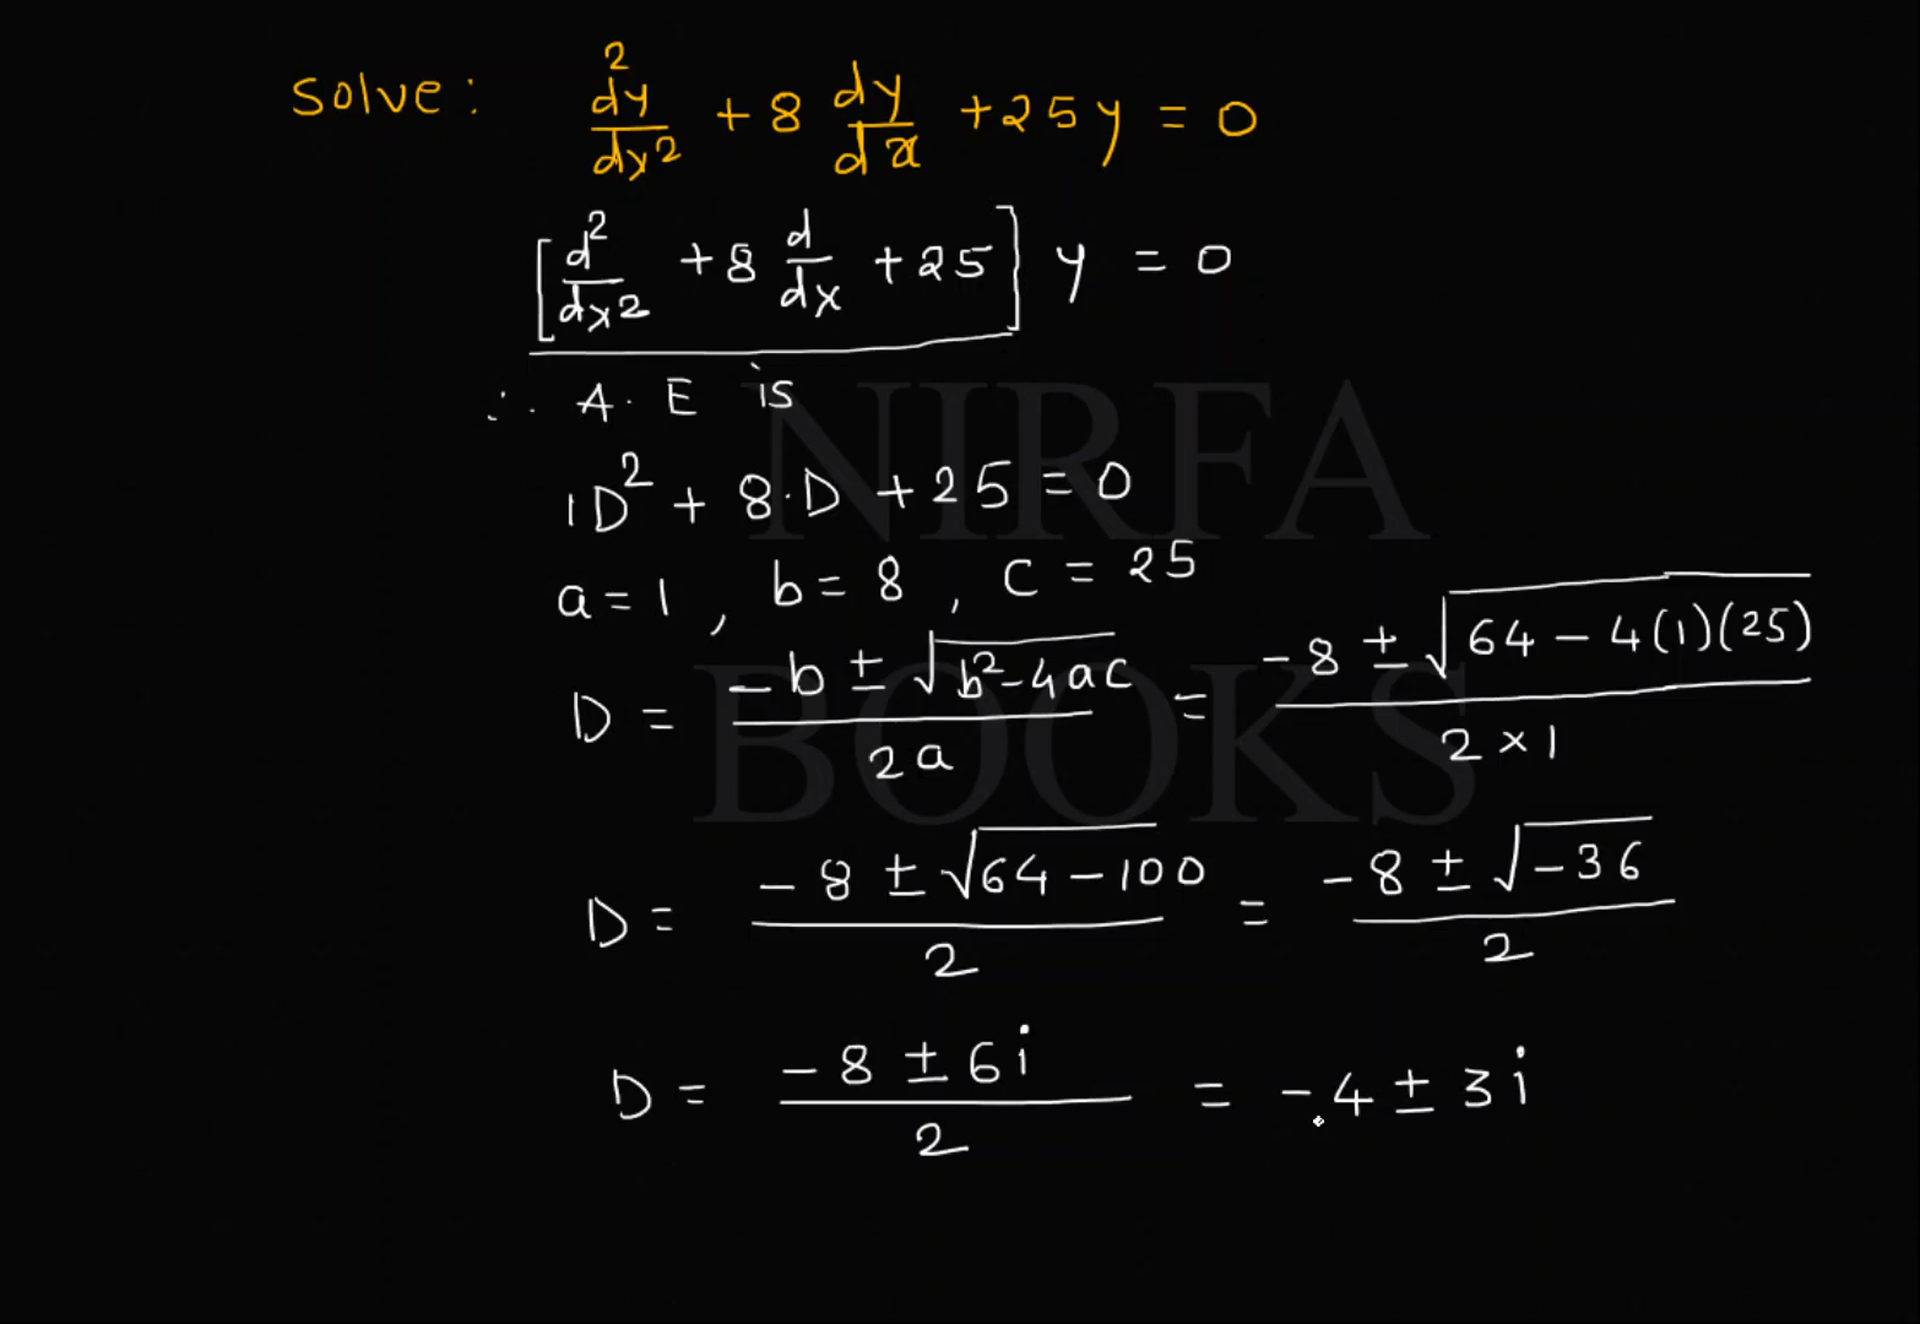 Solve: d²y/dx² + 8 dy/dx + 25y = 0
[d²/dx² + 8 d/dx + 25] y = 0
∴ A.E is
1D² + 8·D + 25 = 0
a = 1, b = 8, c = 25
D = (-b ± √(b²-4ac))/2a = (-8 ± √(64 - 4(1)(25)))/(2×1)
D = (-8 ± √(64-100))/2 = (-8 ± √(-36))/2
D = (-8 ± 6i)/2 = -4 ± 3i
NIRFA
BOOKS